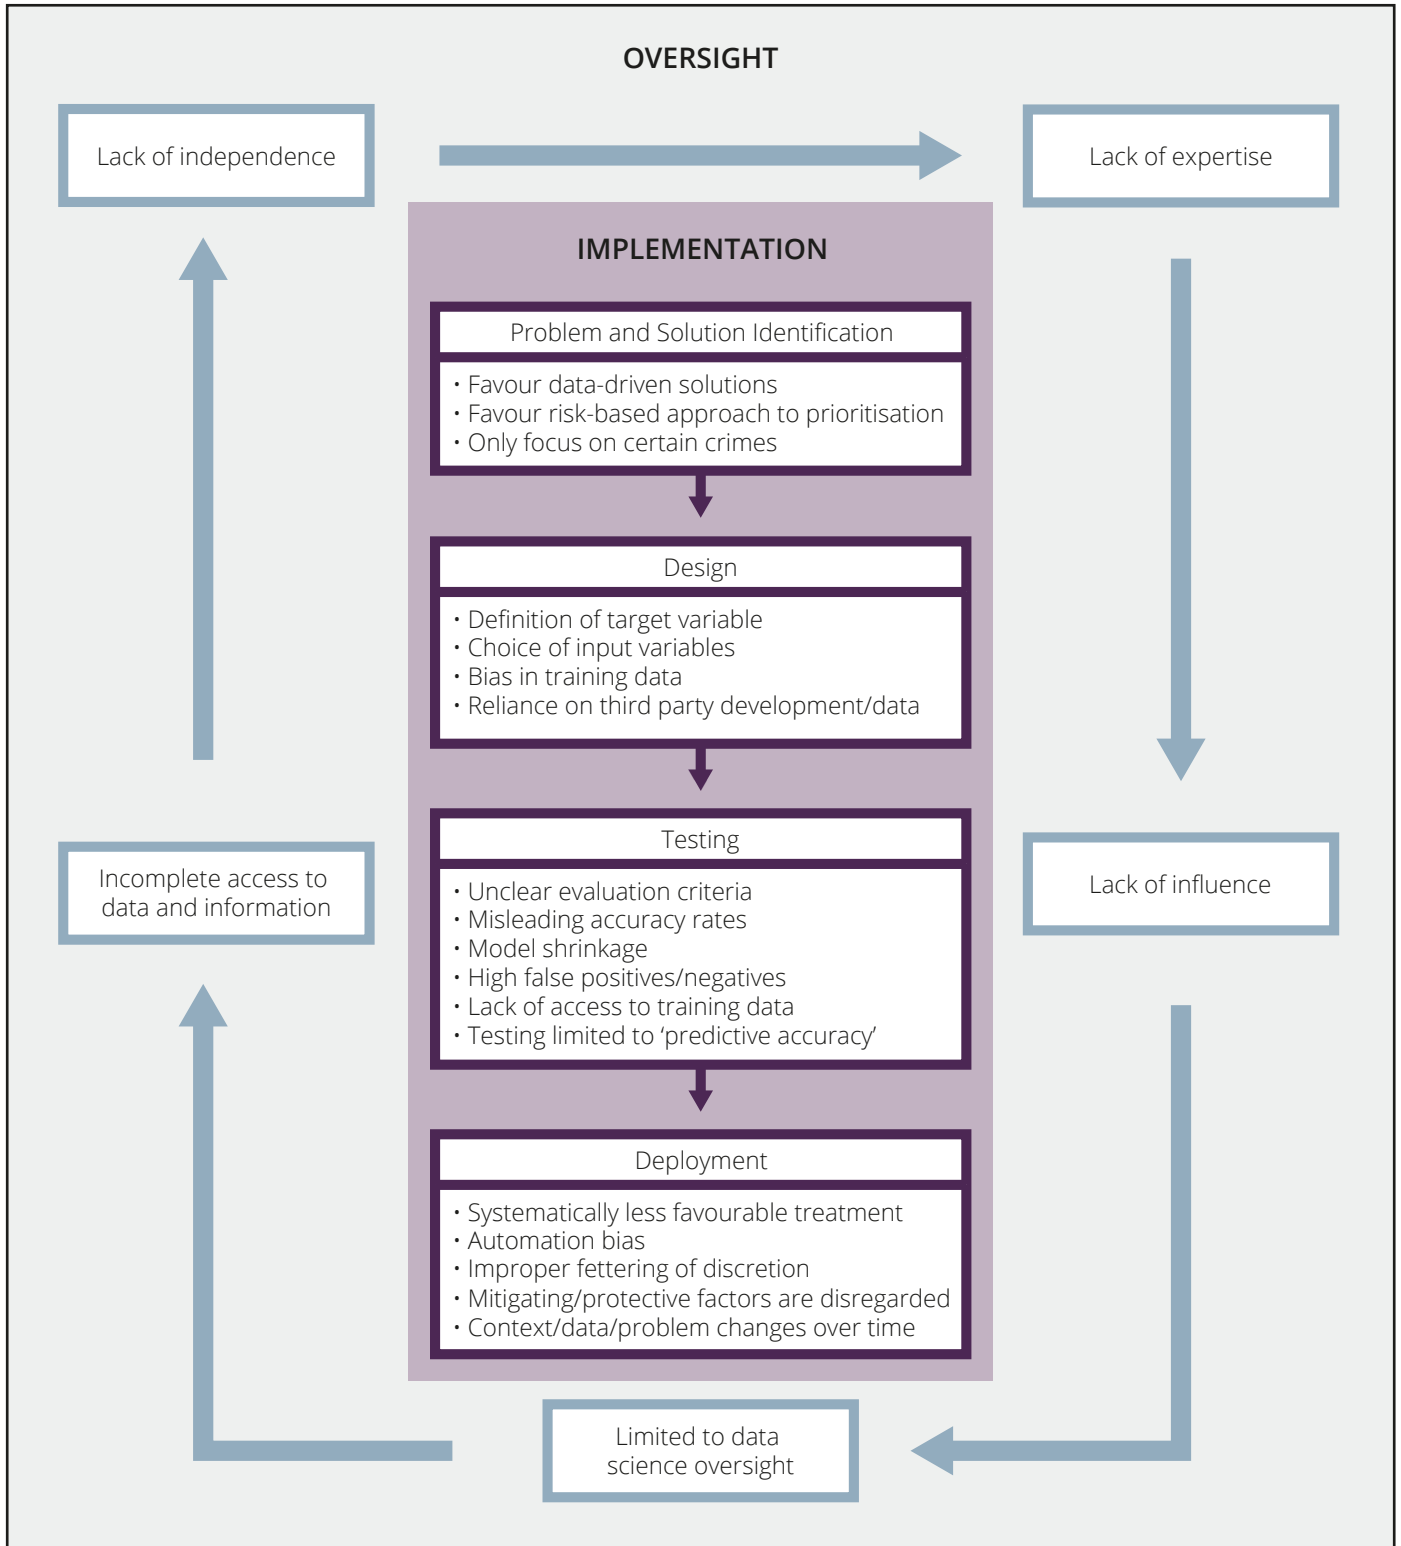 OVERSIGHT
Lack of independence
Lack of expertise
IMPLEMENTATION
Problem and Solution Identification
• Favour data-driven solutions
• Favour risk-based approach to prioritisation
• Only focus on certain crimes
Design
• Definition of target variable
• Choice of input variables
• Bias in training data
• Reliance on third party development/data
Testing
• Unclear evaluation criteria
• Misleading accuracy rates
• Model shrinkage
• High false positives/negatives
• Lack of access to training data
• Testing limited to ‘predictive accuracy’
Incomplete access to
data and information
Lack of influence
Deployment
• Systematically less favourable treatment
• Automation bias
• Improper fettering of discretion
• Mitigating/protective factors are disregarded
• Context/data/problem changes over time
Limited to data
science oversight